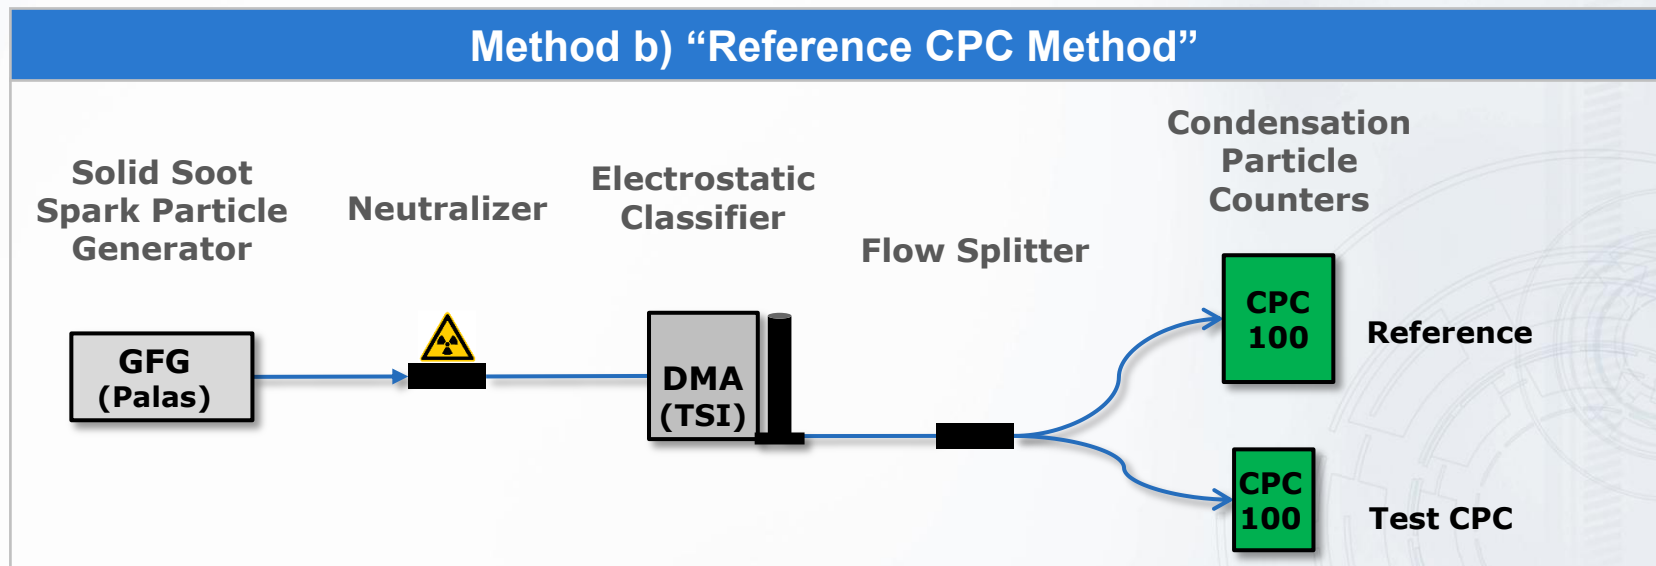 Method b) “Reference CPC Method”
Solid Soot
Spark Particle
Generator
Neutralizer
Electrostatic
Classifier
Flow Splitter
Condensation
Particle
Counters
GFG
(Palas)
DMA
(TSI)
CPC
100
Reference
CPC
100
Test CPC